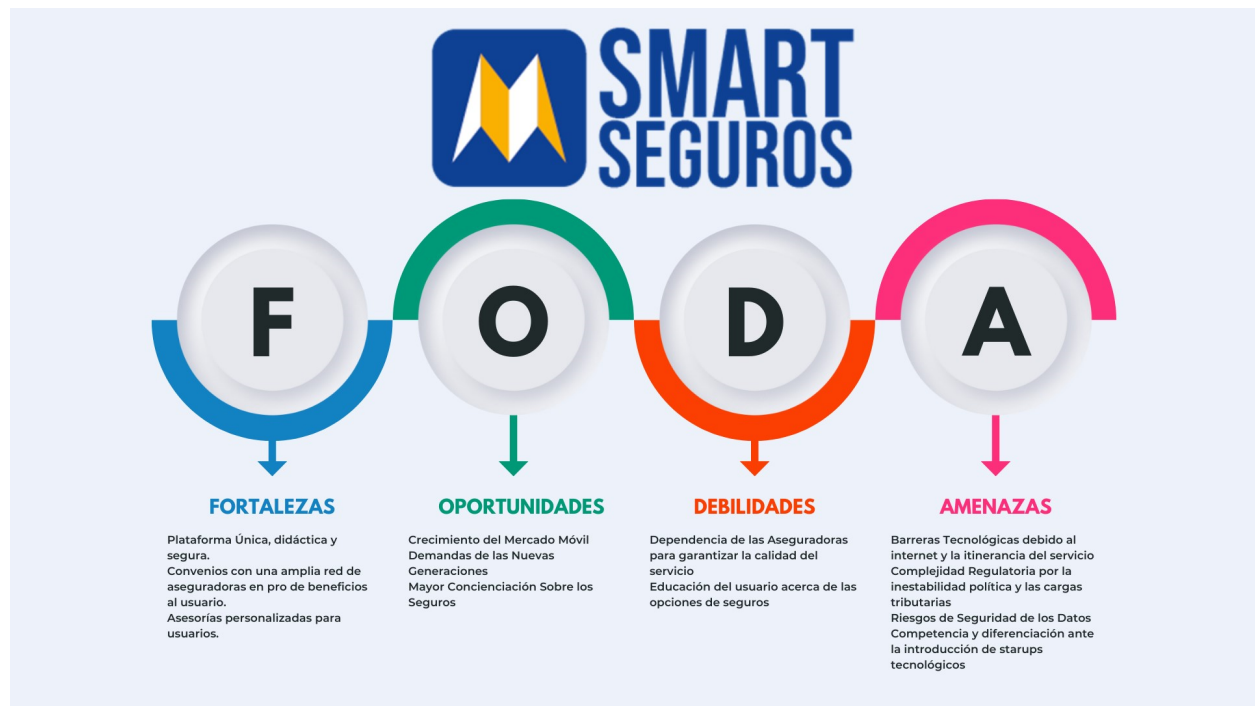 SMART
SEGUROS
F
O
D
A
FORTALEZAS
Plataforma Única, didáctica y
segura.
Convenios con una amplia red de
aseguradoras en pro de beneficios
al usuario.
Asesorías personalizadas para
usuarios.
OPORTUNIDADES
Crecimiento del Mercado Móvil
Demandas de las Nuevas
Generaciones
Mayor Concienciación Sobre los
Seguros
DEBILIDADES
Dependencia de las Aseguradoras
para garantizar la calidad del
servicio
Educación del usuario acerca de las
opciones de seguros
AMENAZAS
Barreras Tecnológicas debido al
internet y la itinerancia del servicio
Complejidad Regulatoria por la
inestabilidad política y las cargas
tributarias
Riesgos de Seguridad de los Datos
Competencia y diferenciación ante
la introducción de starups
tecnológicos